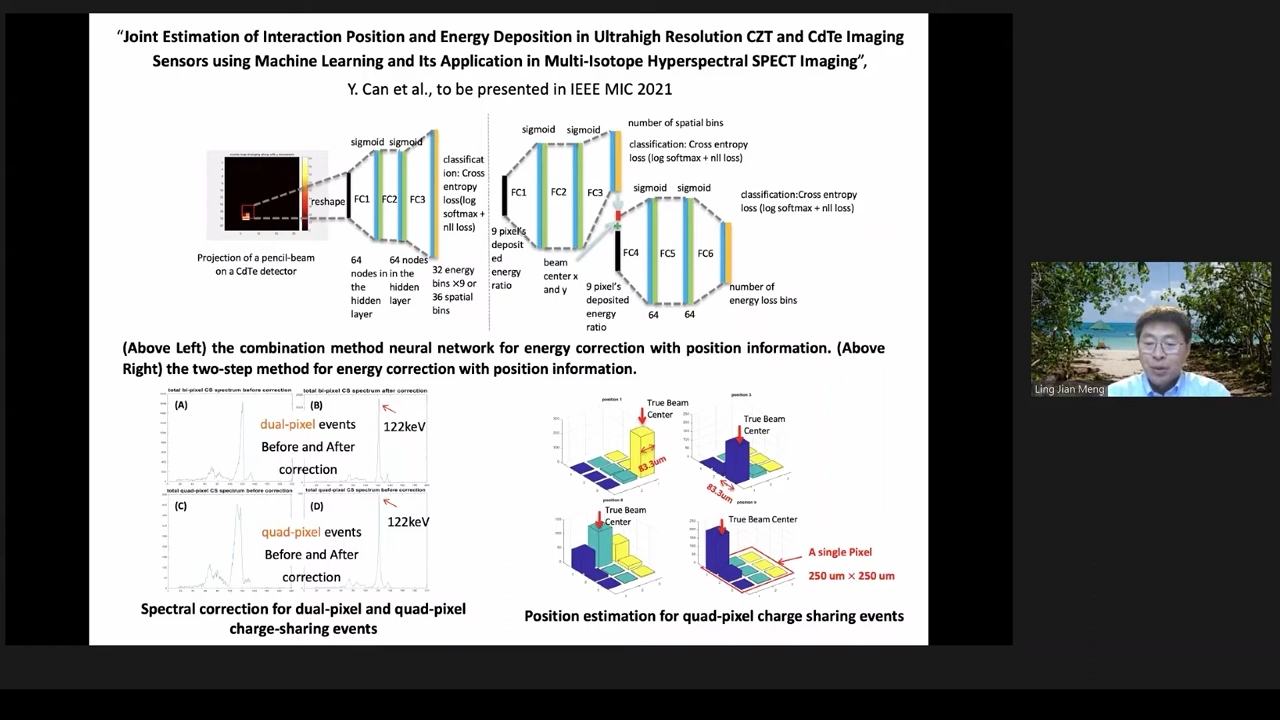 “Joint Estimation of Interaction Position and Energy Deposition in Ultrahigh Resolution CZT and CdTe Imaging
Sensors using Machine Learning and Its Application in Multi-Isotope Hyperspectral SPECT Imaging”,
Y. Can et al., to be presented in IEEE MIC 2021
Projection of a pencil-beam
on a CdTe detector
reshape
sigmoid
sigmoid
FC1
FC2
FC3
64
nodes in
the
hidden
layer
64 nodes
in the
hidden
layer
classificat
ion: Cross
entropy
loss(log
softmax +
nll loss)
32 energy
bins ×9 or
36 spatial
bins
sigmoid
sigmoid
FC1
FC2
FC3
9 pixel’s
deposit
ed
energy
ratio
beam
center x
and y
number of spatial bins
classification: Cross entropy
loss (log softmax + nll loss)
sigmoid
sigmoid
FC4
FC5
FC6
9 pixel’s
deposited
energy
ratio
64
64
classification:Cross entropy
loss (log softmax + nll loss)
number of
energy loss bins
(Above Left) the combination method neural network for energy correction with position information. (Above
Right) the two-step method for energy correction with position information.
total bi-pixel CS spectrum before correction
total bi-pixel CS spectrum after correction
(A)
(B)
dual-pixel events
Before and After
correction
122keV
total quad-pixel CS spectrum before correction
total quad-pixel CS spectrum before correction
(C)
(D)
quad-pixel events
Before and After
correction
122keV
Spectral correction for dual-pixel and quad-pixel
charge-sharing events
position 1
True Beam
Center
83.3um
position 3
True Beam
Center
83.3um
True Beam
Center
True Beam Center
A single Pixel
250 um × 250 um
Position estimation for quad-pixel charge sharing events
Ling Jian Meng